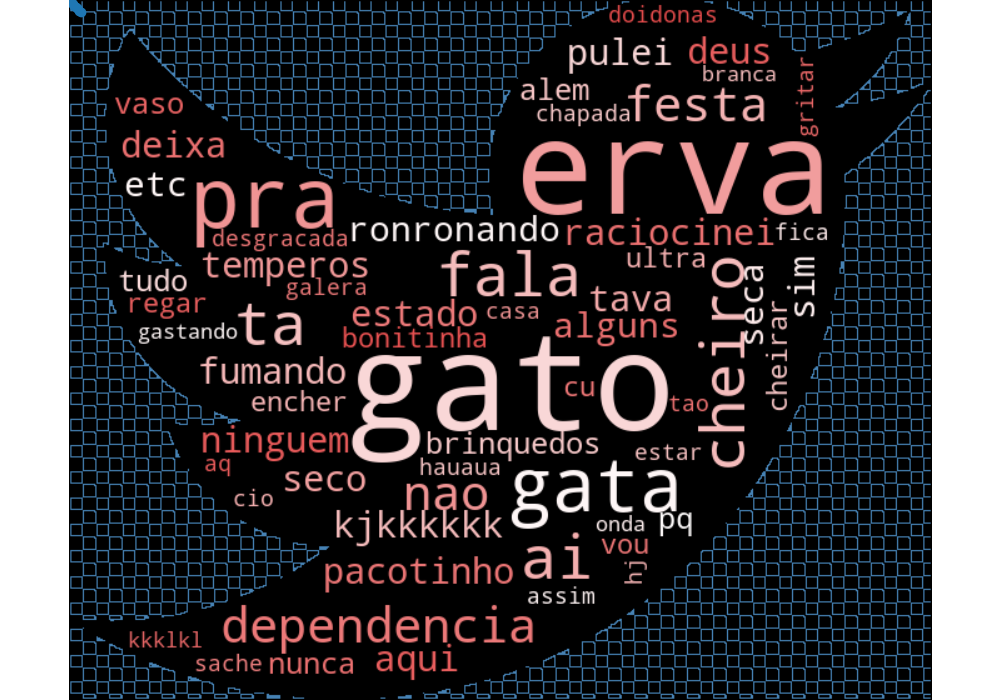 doidonas
pulei deus
branca
gritar
alem
chapada festa
vaso
deixa
erva
etc pra
desgracada ronronando raciocinei fica
temperos
galera
fala
ultra
cheiro
seca
sim
tudo
regar
gastando ta
estado casa
bonitinha
tava
alguns
cheirar
fumando
encher
gato
cu
tao
ninguem
aq
brinquedos
estar
hauaua
cio
seco
nao
gata
kjkkkkkk
onda pq
vou
hj
pacotinho ai
assim
dependencia
kkklkl
sache nunca aqui